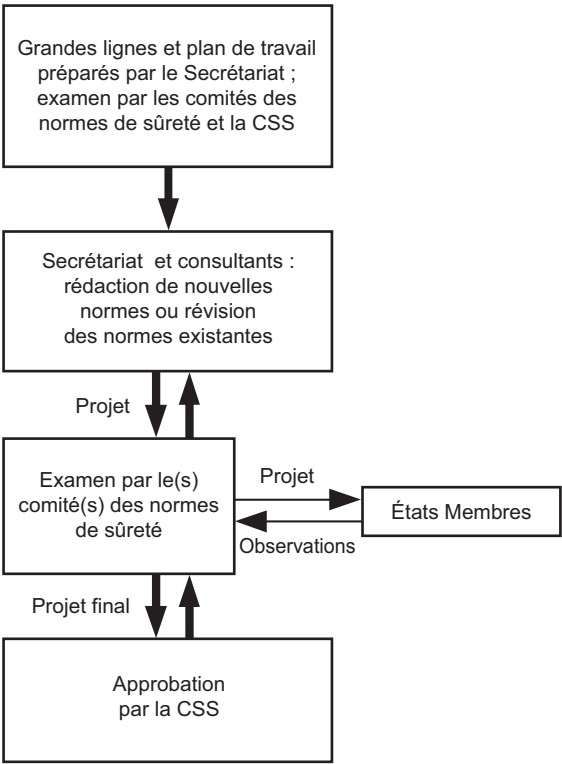 Grandes lignes et plan de travail
préparés par le Secrétariat ;
examen par les comités des
normes de sûreté et la CSS
Secrétariat et consultants :
rédaction de nouvelles
normes ou révision
des normes existantes
Projet
Examen par le(s)
comité(s) des normes
de sûreté
Projet
États Membres
Observations
Projet final
Approbation
par la CSS